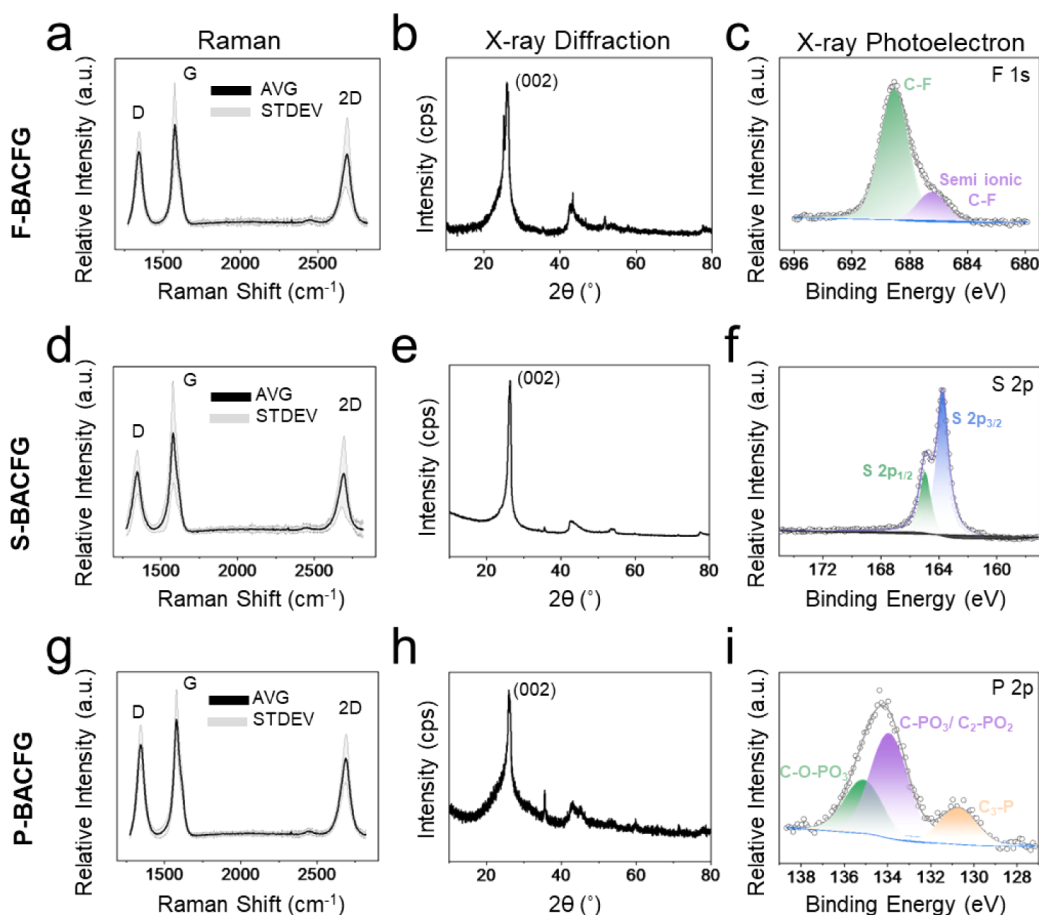 a
Raman
b
X-ray Diffraction
c
X-ray Photoelectron
F-BACFG
Relative Intensity (a.u.)
D
G
AVG
STDEV
2D
1500
2000
2500
Raman Shift (cm⁻¹)
Intensity (cps)
(002)
20
40
60
80
2θ (˚)
Relative Intensity (a.u.)
F 1s
C-F
Semi ionic
C-F
696
692
688
684
680
Binding Energy (eV)
d
e
f
S-BACFG
Relative Intensity (a.u.)
D
G
AVG
STDEV
2D
1500
2000
2500
Raman Shift (cm⁻¹)
Intensity (cps)
(002)
20
40
60
80
2θ (˚)
Relative Intensity (a.u.)
S 2p
S 2p₃/₂
S 2p₁/₂
172
168
164
160
Binding Energy (eV)
g
h
i
P-BACFG
Relative Intensity (a.u.)
D
G
AVG
STDEV
2D
1500
2000
2500
Raman Shift (cm⁻¹)
Intensity (cps)
(002)
20
40
60
80
2θ (˚)
Relative Intensity (a.u.)
P 2p
C-PO₃/ C₂-PO₂
C-O-PO₃
C₃-P
138
136
134
132
130
128
Binding Energy (eV)